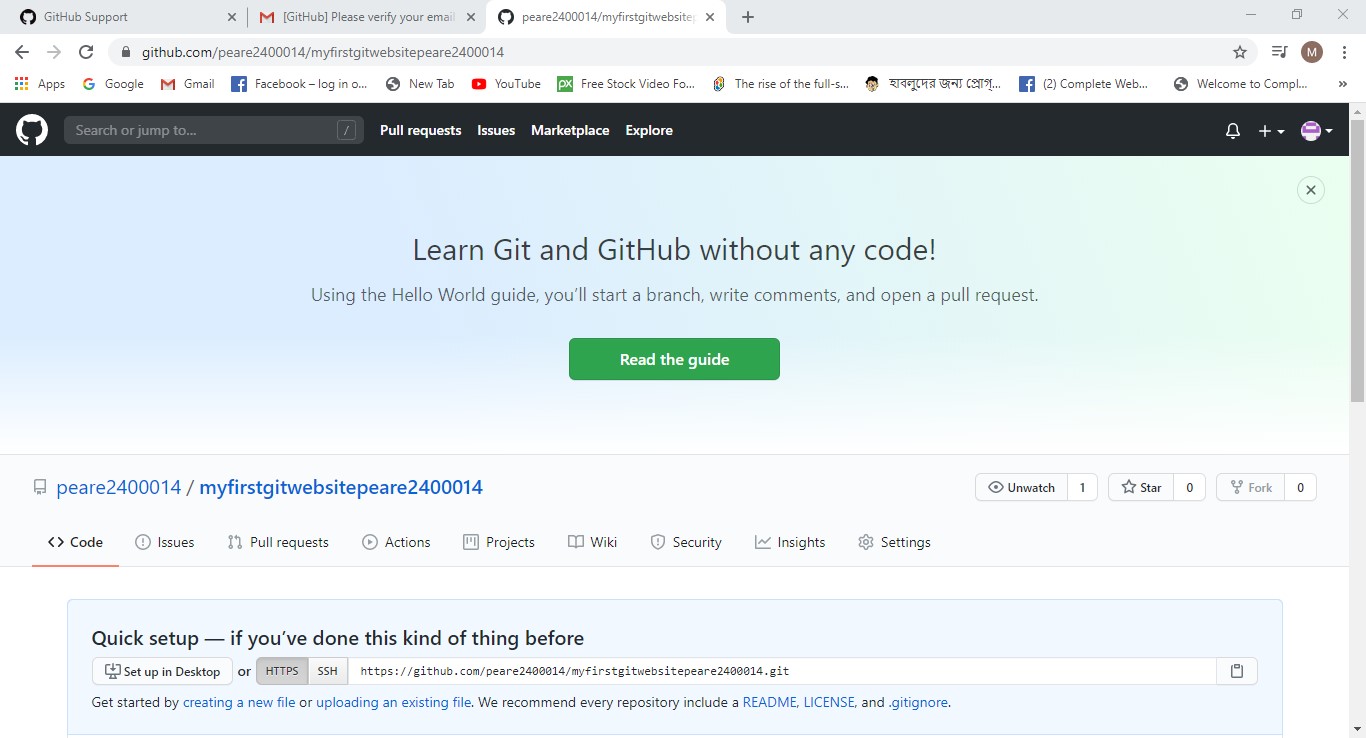 GitHub Support
[GitHub] Please verify your email
peare2400014/myfirstgitwebsitep
github.com/peare2400014/myfirstgitwebsitepeare2400014
M
Apps
Google
Gmail
Facebook – log in o...
New Tab
YouTube
Free Stock Video Fo...
The rise of the full-s...
হাবলুদের জন্য প্রোগ্...
(2) Complete Web...
Welcome to Compl...
»
Search or jump to...
/
Pull requests
Issues
Marketplace
Explore
Learn Git and GitHub without any code!
Using the Hello World guide, you’ll start a branch, write comments, and open a pull request.
Read the guide
peare2400014 / myfirstgitwebsitepeare2400014
Unwatch 1
Star 0
Fork 0
Code
Issues
Pull requests
Actions
Projects
Wiki
Security
Insights
Settings
Quick setup — if you’ve done this kind of thing before
Set up in Desktop or HTTPS SSH https://github.com/peare2400014/myfirstgitwebsitepeare2400014.git
Get started by creating a new file or uploading an existing file. We recommend every repository include a README, LICENSE, and .gitignore.